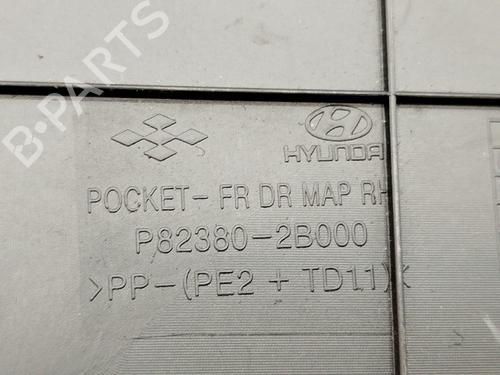 B-PARTS
HYUNDAI
POCKET- FR DR MAP RH
P82380-2B000
>PP-(PE2 + TD11)<